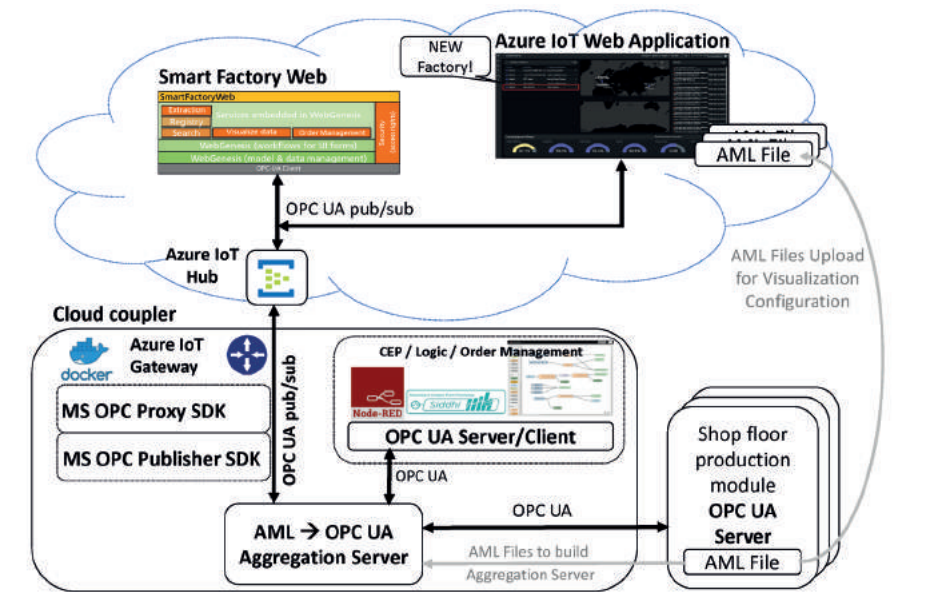 NEW
Factory!
Azure IoT Web Application
Smart Factory Web
SmartFactoryWeb
Extraction
Registry
Search
Services embedded in WebGenesis
Visualize data
Order Management
Security
(access rights)
WebGenesis (workflows for UI forms)
WebGenesis (model & data management)
OPC-UA Client
AML File
OPC UA pub/sub
Azure IoT
Hub
AML Files Upload
for Visualization
Configuration
Cloud coupler
docker
Azure IoT
Gateway
MS OPC Proxy SDK
MS OPC Publisher SDK
OPC UA pub/sub
CEP / Logic / Order Management
Node-RED
Siddhi
OPC UA Server/Client
OPC UA
AML → OPC UA
Aggregation Server
OPC UA
AML Files to build
Aggregation Server
Shop floor
production
module
OPC UA
Server
AML File